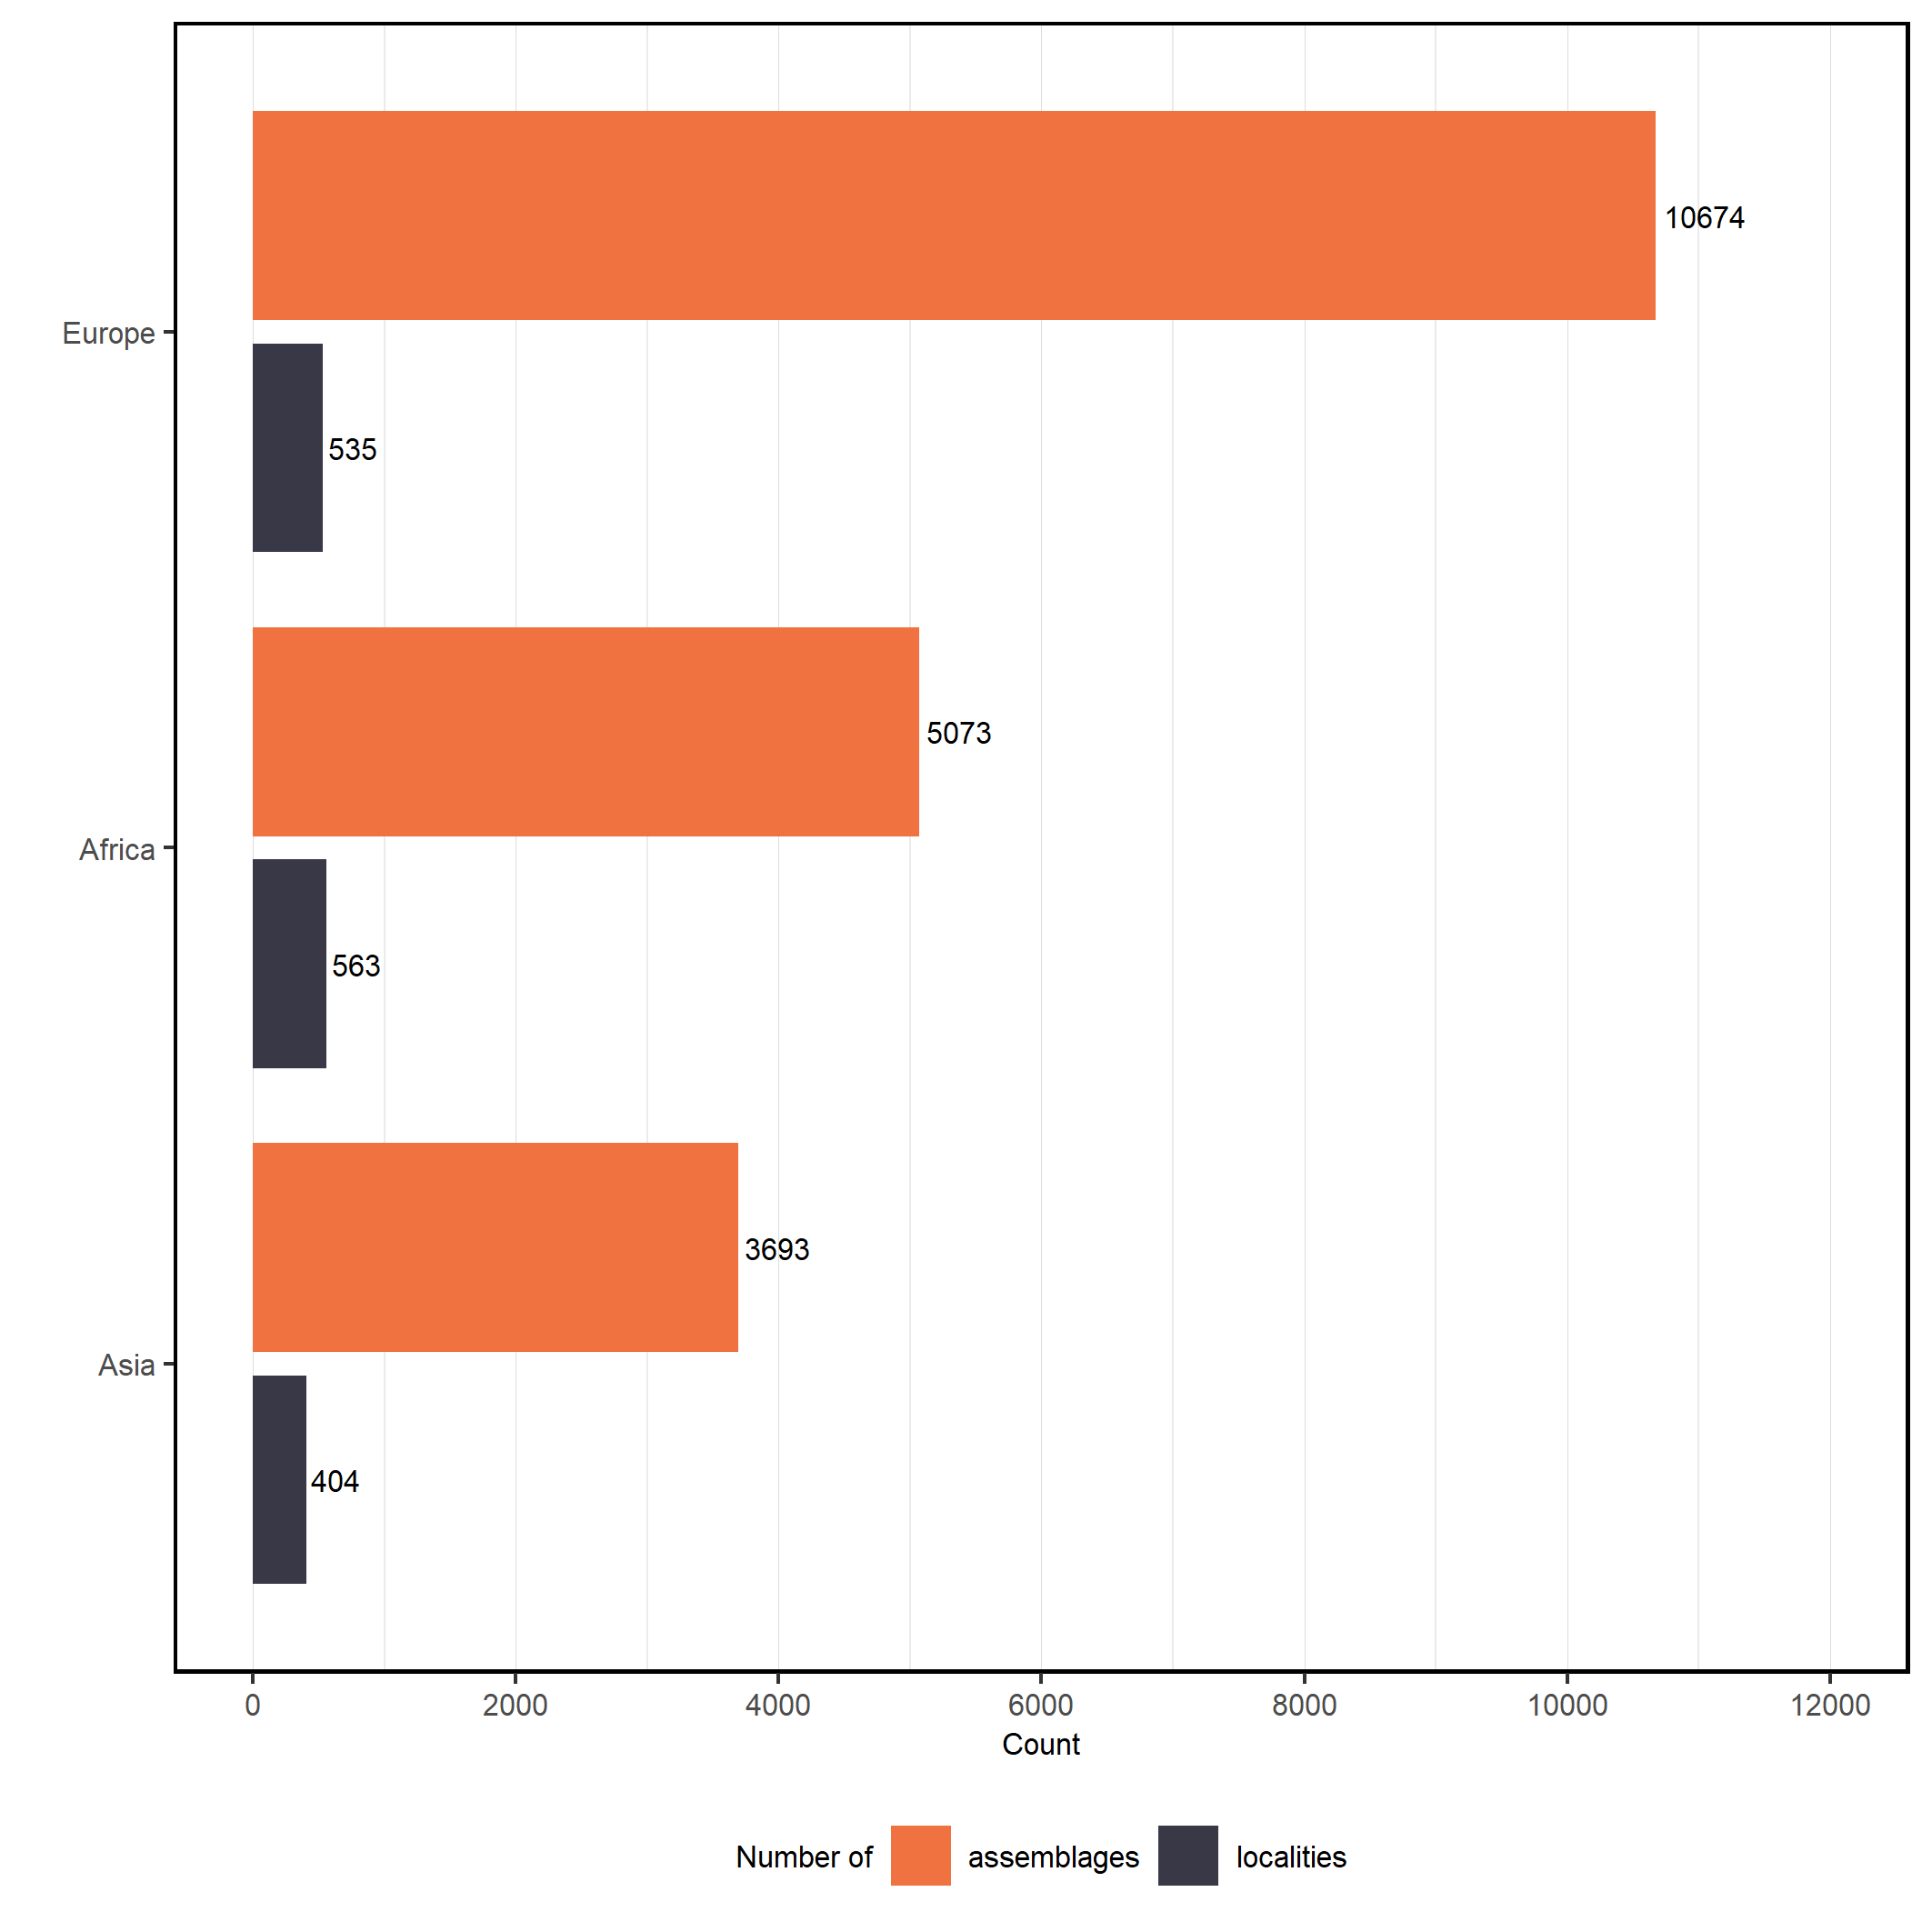 10674
Europe
535
5073
Africa
563
3693
Asia
404
0 2000 4000 6000 8000 10000 12000
Count
Number of assemblages localities